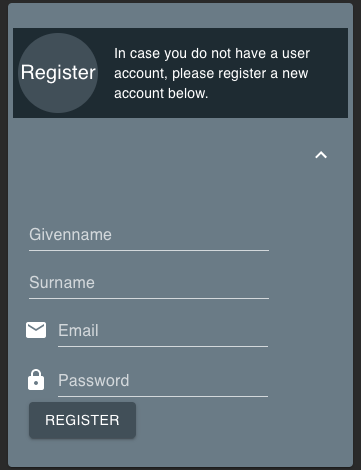 Register
In case you do not have a user
account, please register a new
account below.
Givenname
Surname
Email
Password
REGISTER